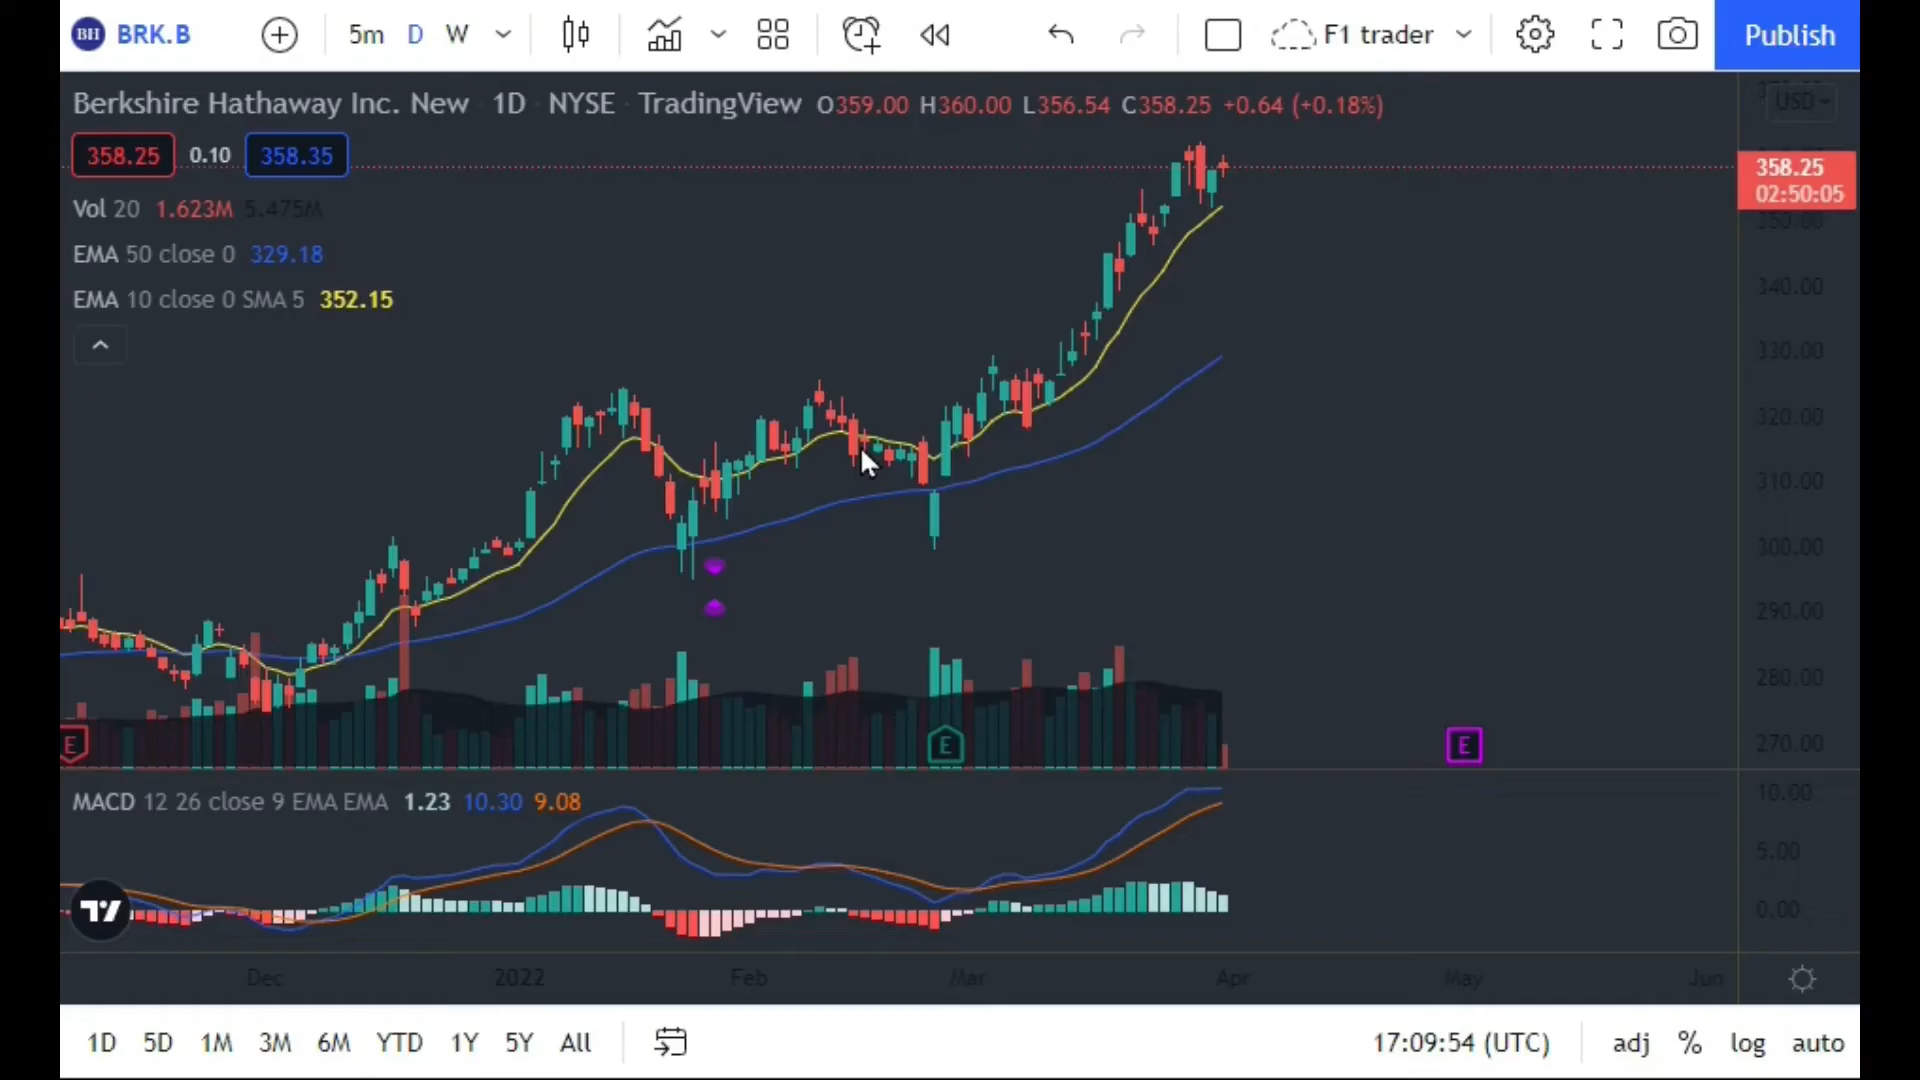 BH BRK.B 5m D W F1 trader Publish
Berkshire Hathaway Inc. New · 1D · NYSE · TradingView O359.00 H360.00 L356.54 C358.25 +0.64 (+0.18%)
USD
358.25 0.10 358.35
358.25
02:50:05
Vol 20 1.623M 5.475M
350.00
EMA 50 close 0 329.18
340.00
EMA 10 close 0 SMA 5 352.15
330.00
320.00
310.00
300.00
290.00
280.00
270.00
E E E
MACD 12 26 close 9 EMA EMA 1.23 10.30 9.08
10.00
5.00
0.00
Dec 2022 Feb Mar Apr May Jun
1D 5D 1M 3M 6M YTD 1Y 5Y All 17:09:54 (UTC) adj % log auto